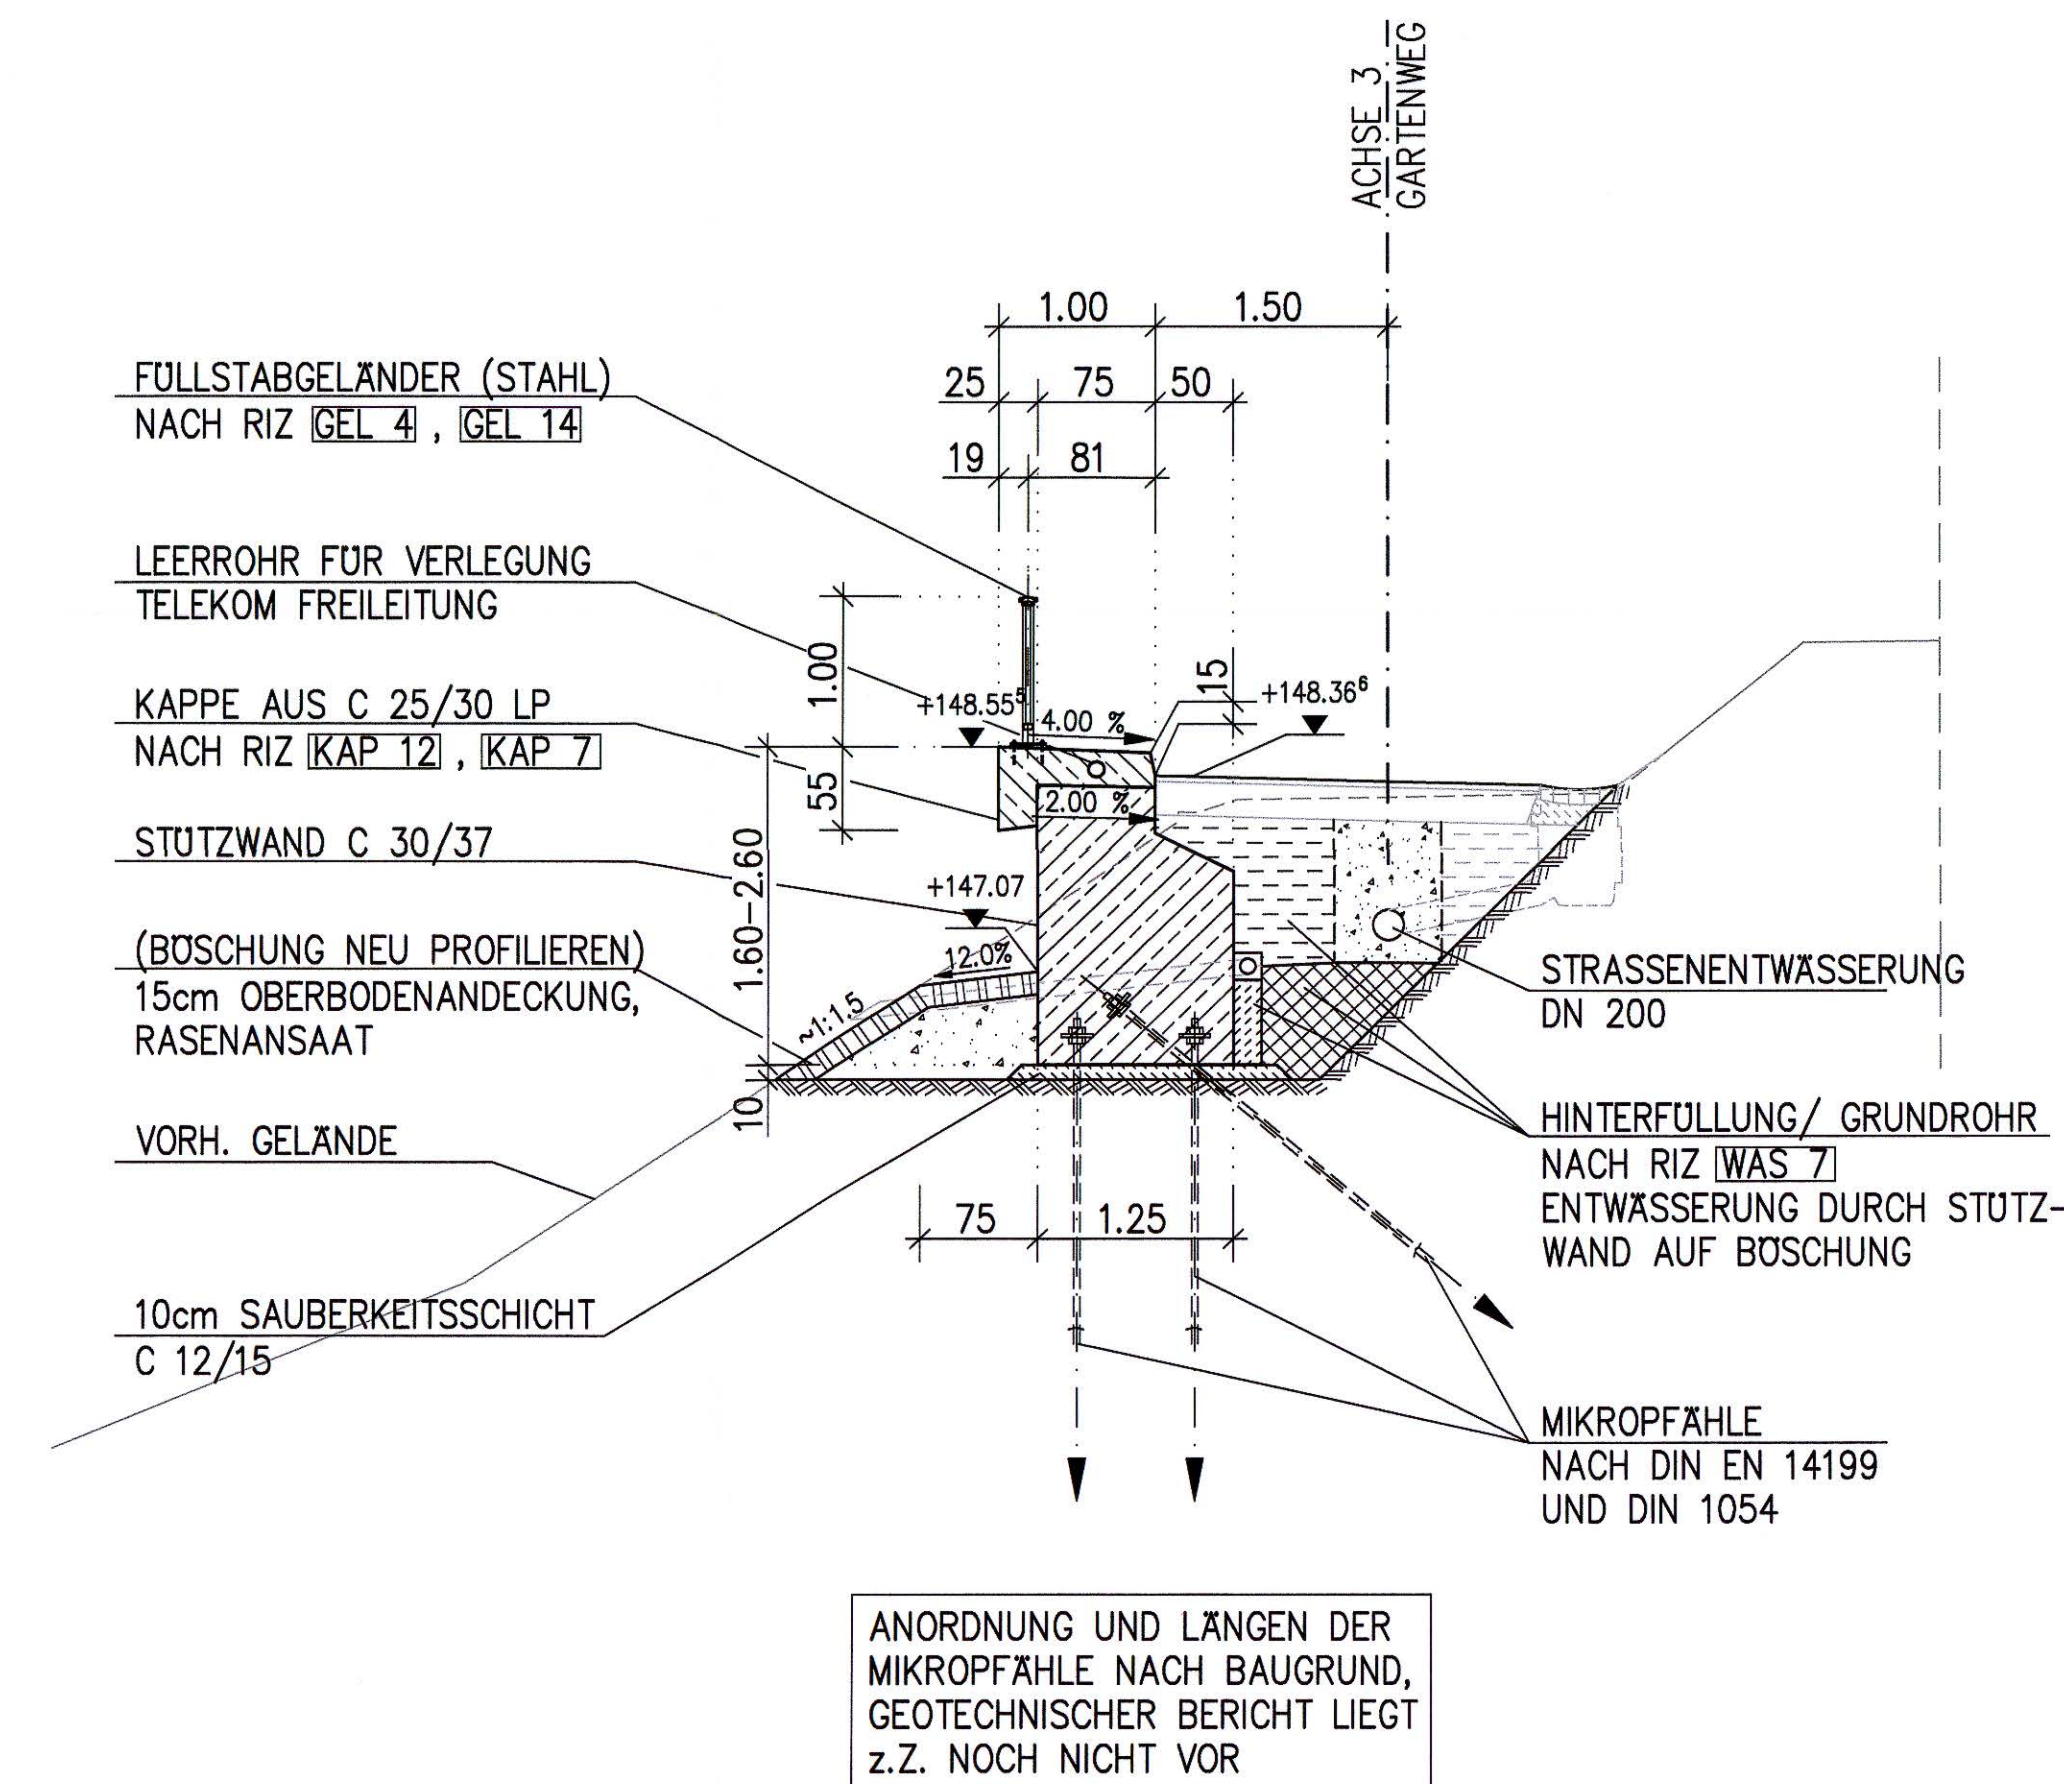 ACHSE 3
GARTENWEG
1.00 1.50
25 75 50
19 81
FÜLLSTABGELÄNDER (STAHL)
NACH RIZ GEL 4 , GEL 14
LEERROHR FÜR VERLEGUNG
TELEKOM FREILEITUNG
1.00
15
+148.55⁵
+148.36⁶
4.00 %
KAPPE AUS C 25/30 LP
NACH RIZ KAP 12 , KAP 7
55
2.00 %
STÜTZWAND C 30/37
1.60-2.60
+147.07
12.0%
(BÖSCHUNG NEU PROFILIEREN)
15cm OBERBODENANDECKUNG,
RASENANSAAT
~1:1.5
STRASSENENTWÄSSERUNG
DN 200
10
VORH. GELÄNDE
HINTERFÜLLUNG/ GRUNDROHR
NACH RIZ WAS 7
ENTWÄSSERUNG DURCH STÜTZ-
WAND AUF BÖSCHUNG
75 1.25
10cm SAUBERKEITSSCHICHT
C 12/15
MIKROPFÄHLE
NACH DIN EN 14199
UND DIN 1054
ANORDNUNG UND LÄNGEN DER
MIKROPFÄHLE NACH BAUGRUND,
GEOTECHNISCHER BERICHT LIEGT
z.Z. NOCH NICHT VOR